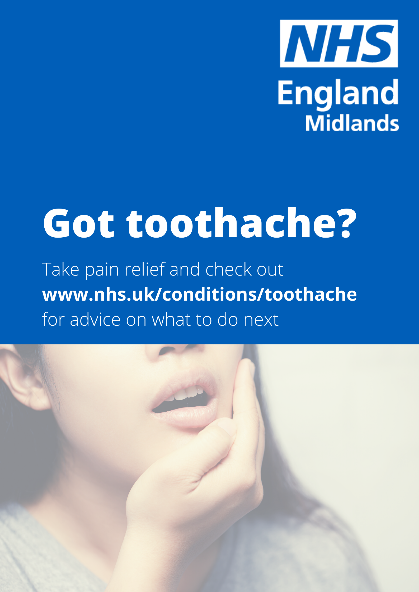 NHS
England
Midlands
Got toothache?
Take pain relief and check out
www.nhs.uk/conditions/toothache
for advice on what to do next